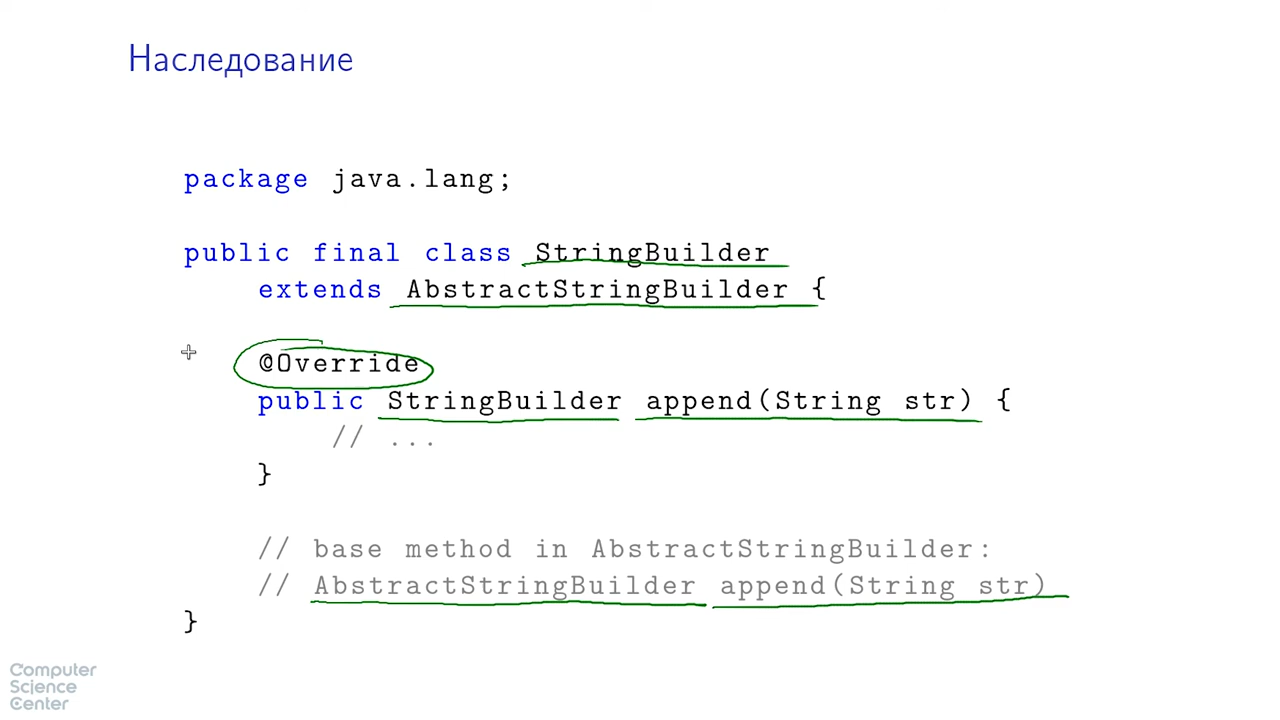 Наследование
package java.lang;
public final class StringBuilder
extends AbstractStringBuilder {
@Override
public StringBuilder append(String str) {
// ...
}
// base method in AbstractStringBuilder:
// AbstractStringBuilder append(String str)
}
Computer
Science
Center